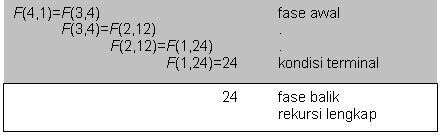 F(4,1)=F(3,4) fase awal
F(3,4)=F(2,12) .
F(2,12)=F(1,24) .
F(1,24)=24 kondisi terminal
24 fase balik
rekursi lengkap